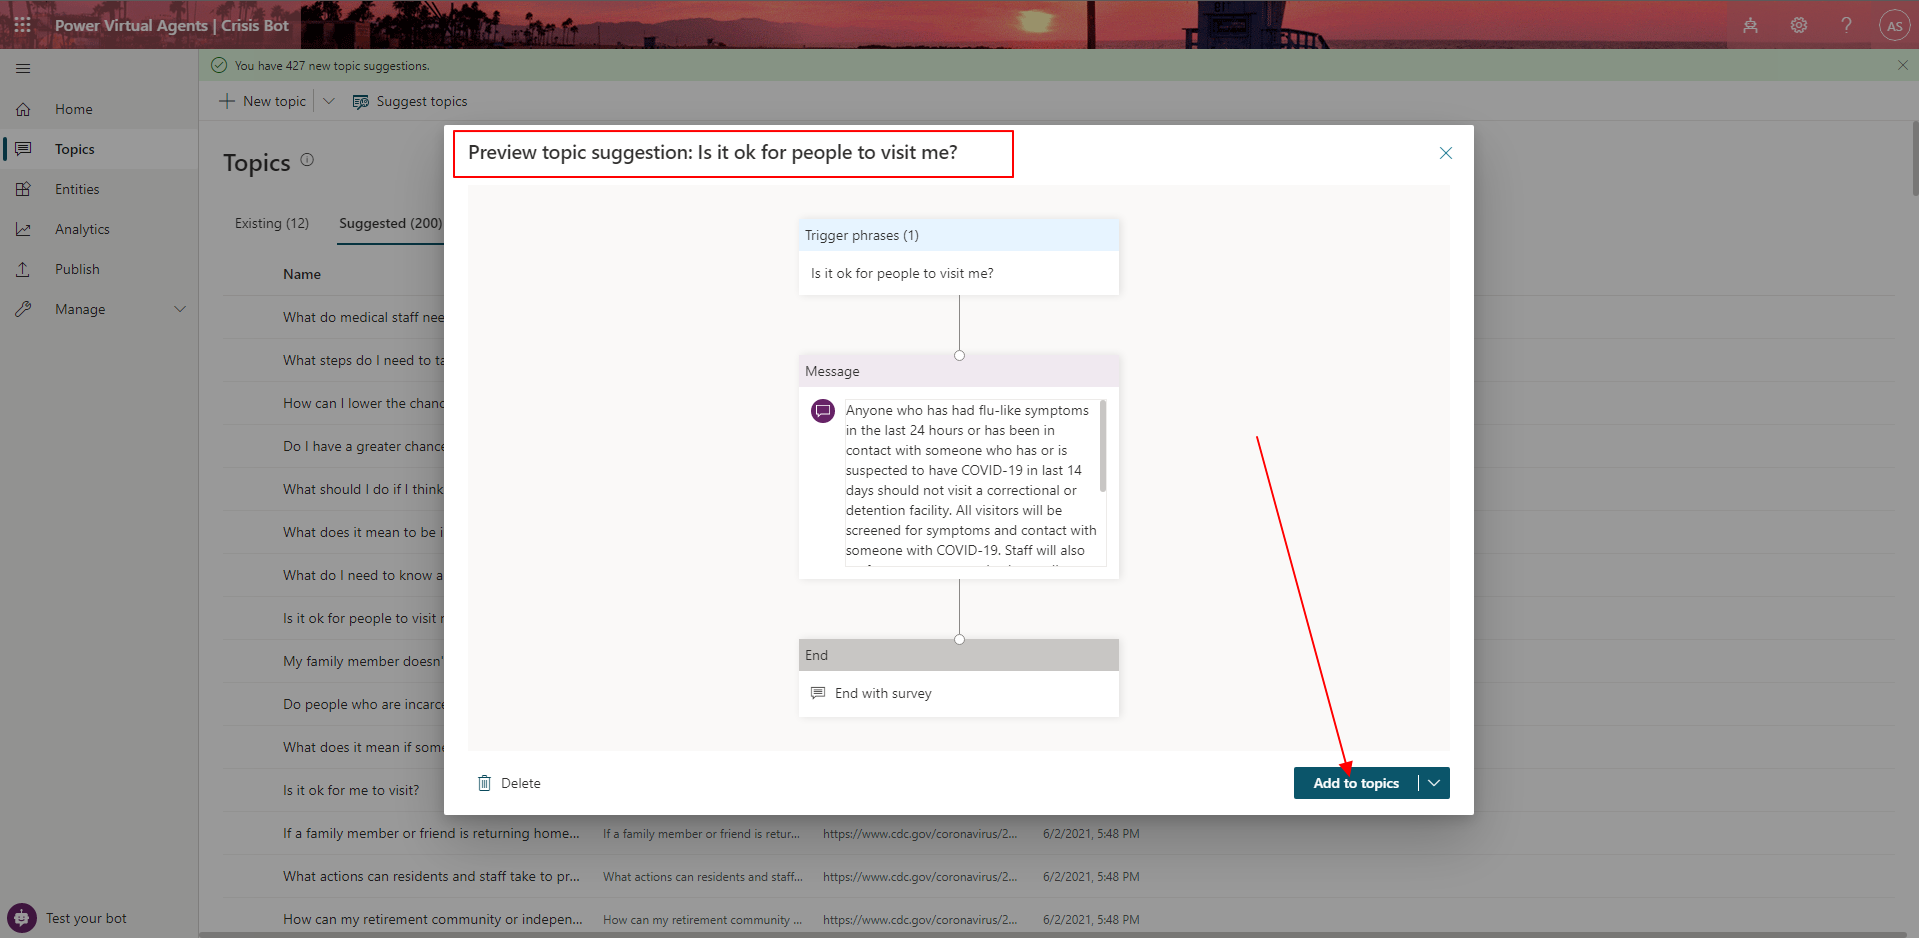 Power Virtual Agents | Crisis Bot
AS
You have 427 new topic suggestions.
Home
Topics
Entities
Analytics
Publish
Manage
Test your bot
New topic
Suggest topics
Topics
Existing (12)
Suggested (200)
Name
What do medical staff nee
What steps do I need to ta
How can I lower the chanc
Do I have a greater chance
What should I do if I think
What does it mean to be i
What do I need to know a
Is it ok for people to visit
My family member doesn'
Do people who are incarce
What does it mean if some
Is it ok for me to visit?
If a family member or friend is returning home... If a family member or friend is retur... https://www.cdc.gov/coronavirus/2... 6/2/2021, 5:48 PM
What actions can residents and staff take to pr... What actions can residents and staff... https://www.cdc.gov/coronavirus/2... 6/2/2021, 5:48 PM
How can my retirement community or indepen... How can my retirement community ... https://www.cdc.gov/coronavirus/2... 6/2/2021, 5:48 PM
Preview topic suggestion: Is it ok for people to visit me?
Trigger phrases (1)
Is it ok for people to visit me?
Message
Anyone who has had flu-like symptoms
in the last 24 hours or has been in
contact with someone who has or is
suspected to have COVID-19 in last 14
days should not visit a correctional or
detention facility. All visitors will be
screened for symptoms and contact with
someone with COVID-19. Staff will also
End
End with survey
Delete
Add to topics